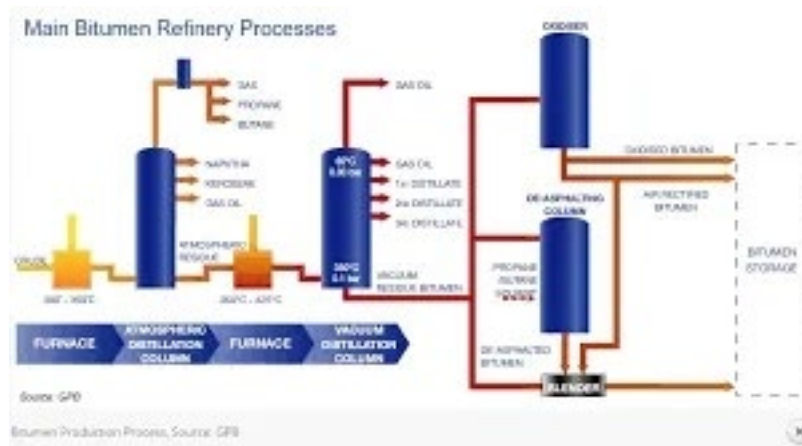 Main Bitumen Refinery Processes
OXIDISER
GAS
PROPANE
BUTANE
GAS OIL
OXIDISED BITUMEN
NAPHTHA
KEROSENE
GAS OIL
GAS OIL
1st DISTILLATE
2nd DISTILLATE
3rd DISTILLATE
AIR RECTIFIED
BITUMEN
DE-ASPHALTING
COLUMN
ATMOSPHERIC
RESIDUE
CRUDE
BITUMEN
STORAGE
PROPANE
BUTANE
SOLVENT
VACUUM
RESIDUE BITUMEN
FURNACE
ATMOSPHERIC
DISTILLATION
COLUMN
FURNACE
VACUUM
DISTILLATION
COLUMN
DE ASPHALTED
BITUMEN
BLENDER
Source: GPB
Bitumen Production Process, Source: GPB